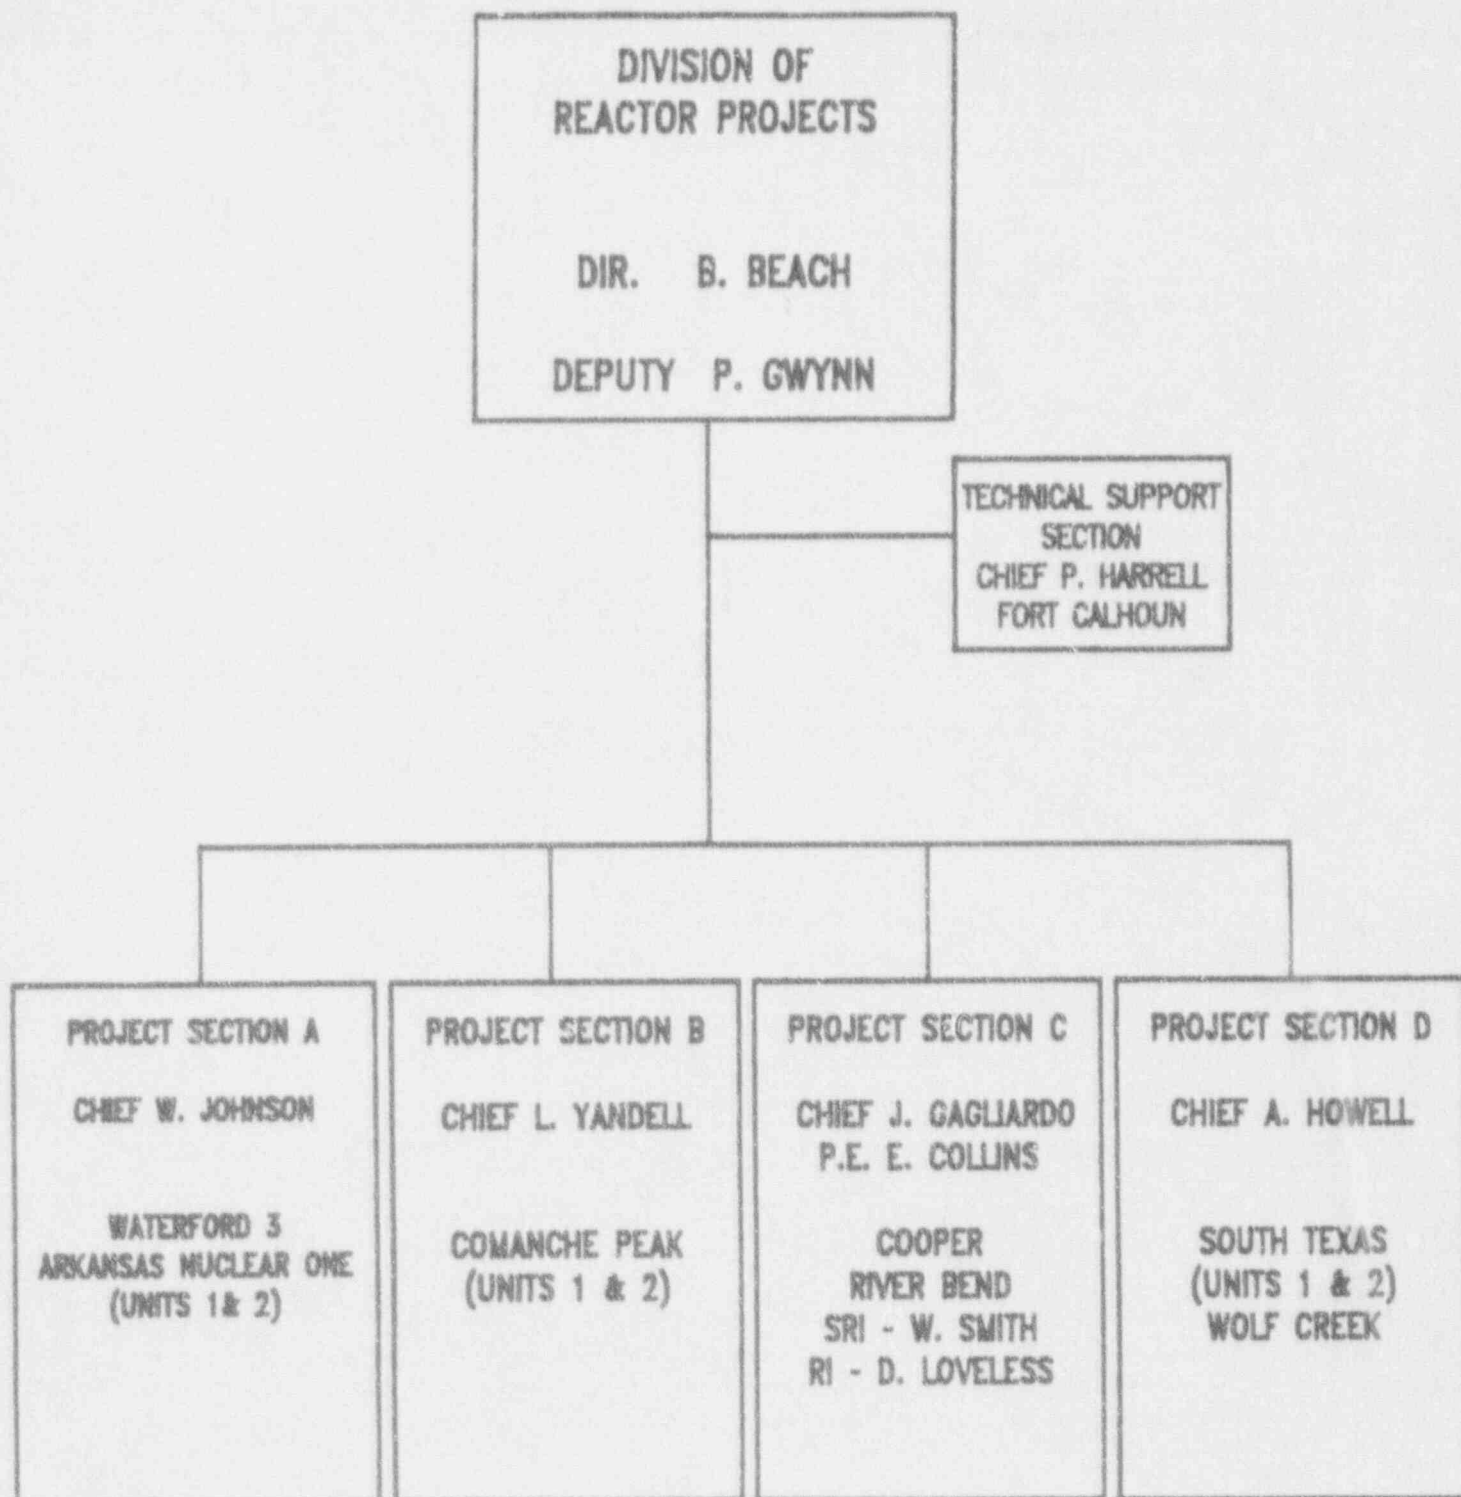 DIVISION OF
REACTOR PROJECTS
DIR. B. BEACH
DEPUTY P. GWYNN
TECHNICAL SUPPORT
SECTION
CHIEF P. HARRELL
FORT CALHOUN
PROJECT SECTION A
CHIEF W. JOHNSON
WATERFORD 3
ARKANSAS NUCLEAR ONE
(UNITS 1& 2)
PROJECT SECTION B
CHIEF L. YANDELL
COMANCHE PEAK
(UNITS 1 & 2)
PROJECT SECTION C
CHIEF J. GAGLIARDO
P.E. E. COLLINS
COOPER
RIVER BEND
SRI - W. SMITH
RI - D. LOVELESS
PROJECT SECTION D
CHIEF A. HOWELL
SOUTH TEXAS
(UNITS 1 & 2)
WOLF CREEK